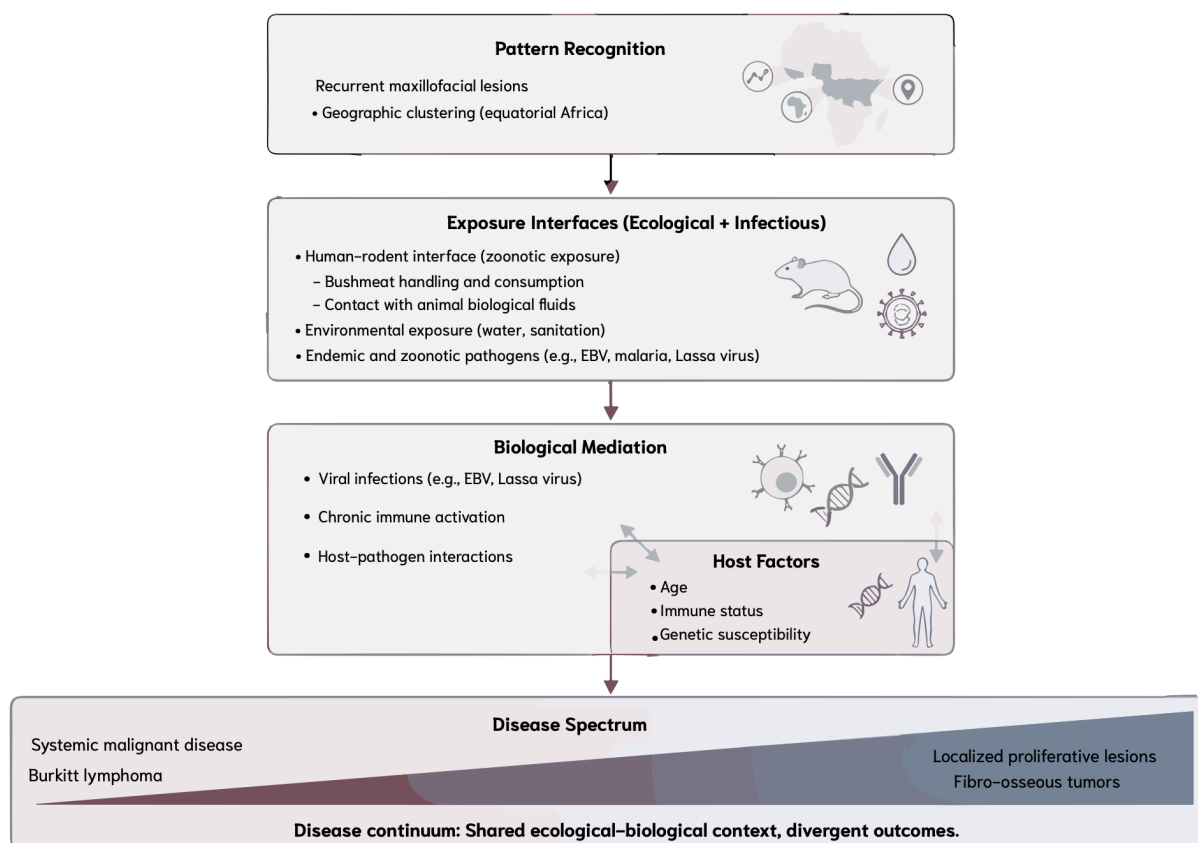 Pattern Recognition
Recurrent maxillofacial lesions
• Geographic clustering (equatorial Africa)
Exposure Interfaces (Ecological + Infectious)
• Human-rodent interface (zoonotic exposure)
– Bushmeat handling and consumption
– Contact with animal biological fluids
• Environmental exposure (water, sanitation)
• Endemic and zoonotic pathogens (e.g., EBV, malaria, Lassa virus)
Biological Mediation
• Viral infections (e.g., EBV, Lassa virus)
• Chronic immune activation
• Host-pathogen interactions
Host Factors
• Age
• Immune status
• Genetic susceptibility
Disease Spectrum
Systemic malignant disease
Burkitt lymphoma
Localized proliferative lesions
Fibro-osseous tumors
Disease continuum: Shared ecological-biological context, divergent outcomes.